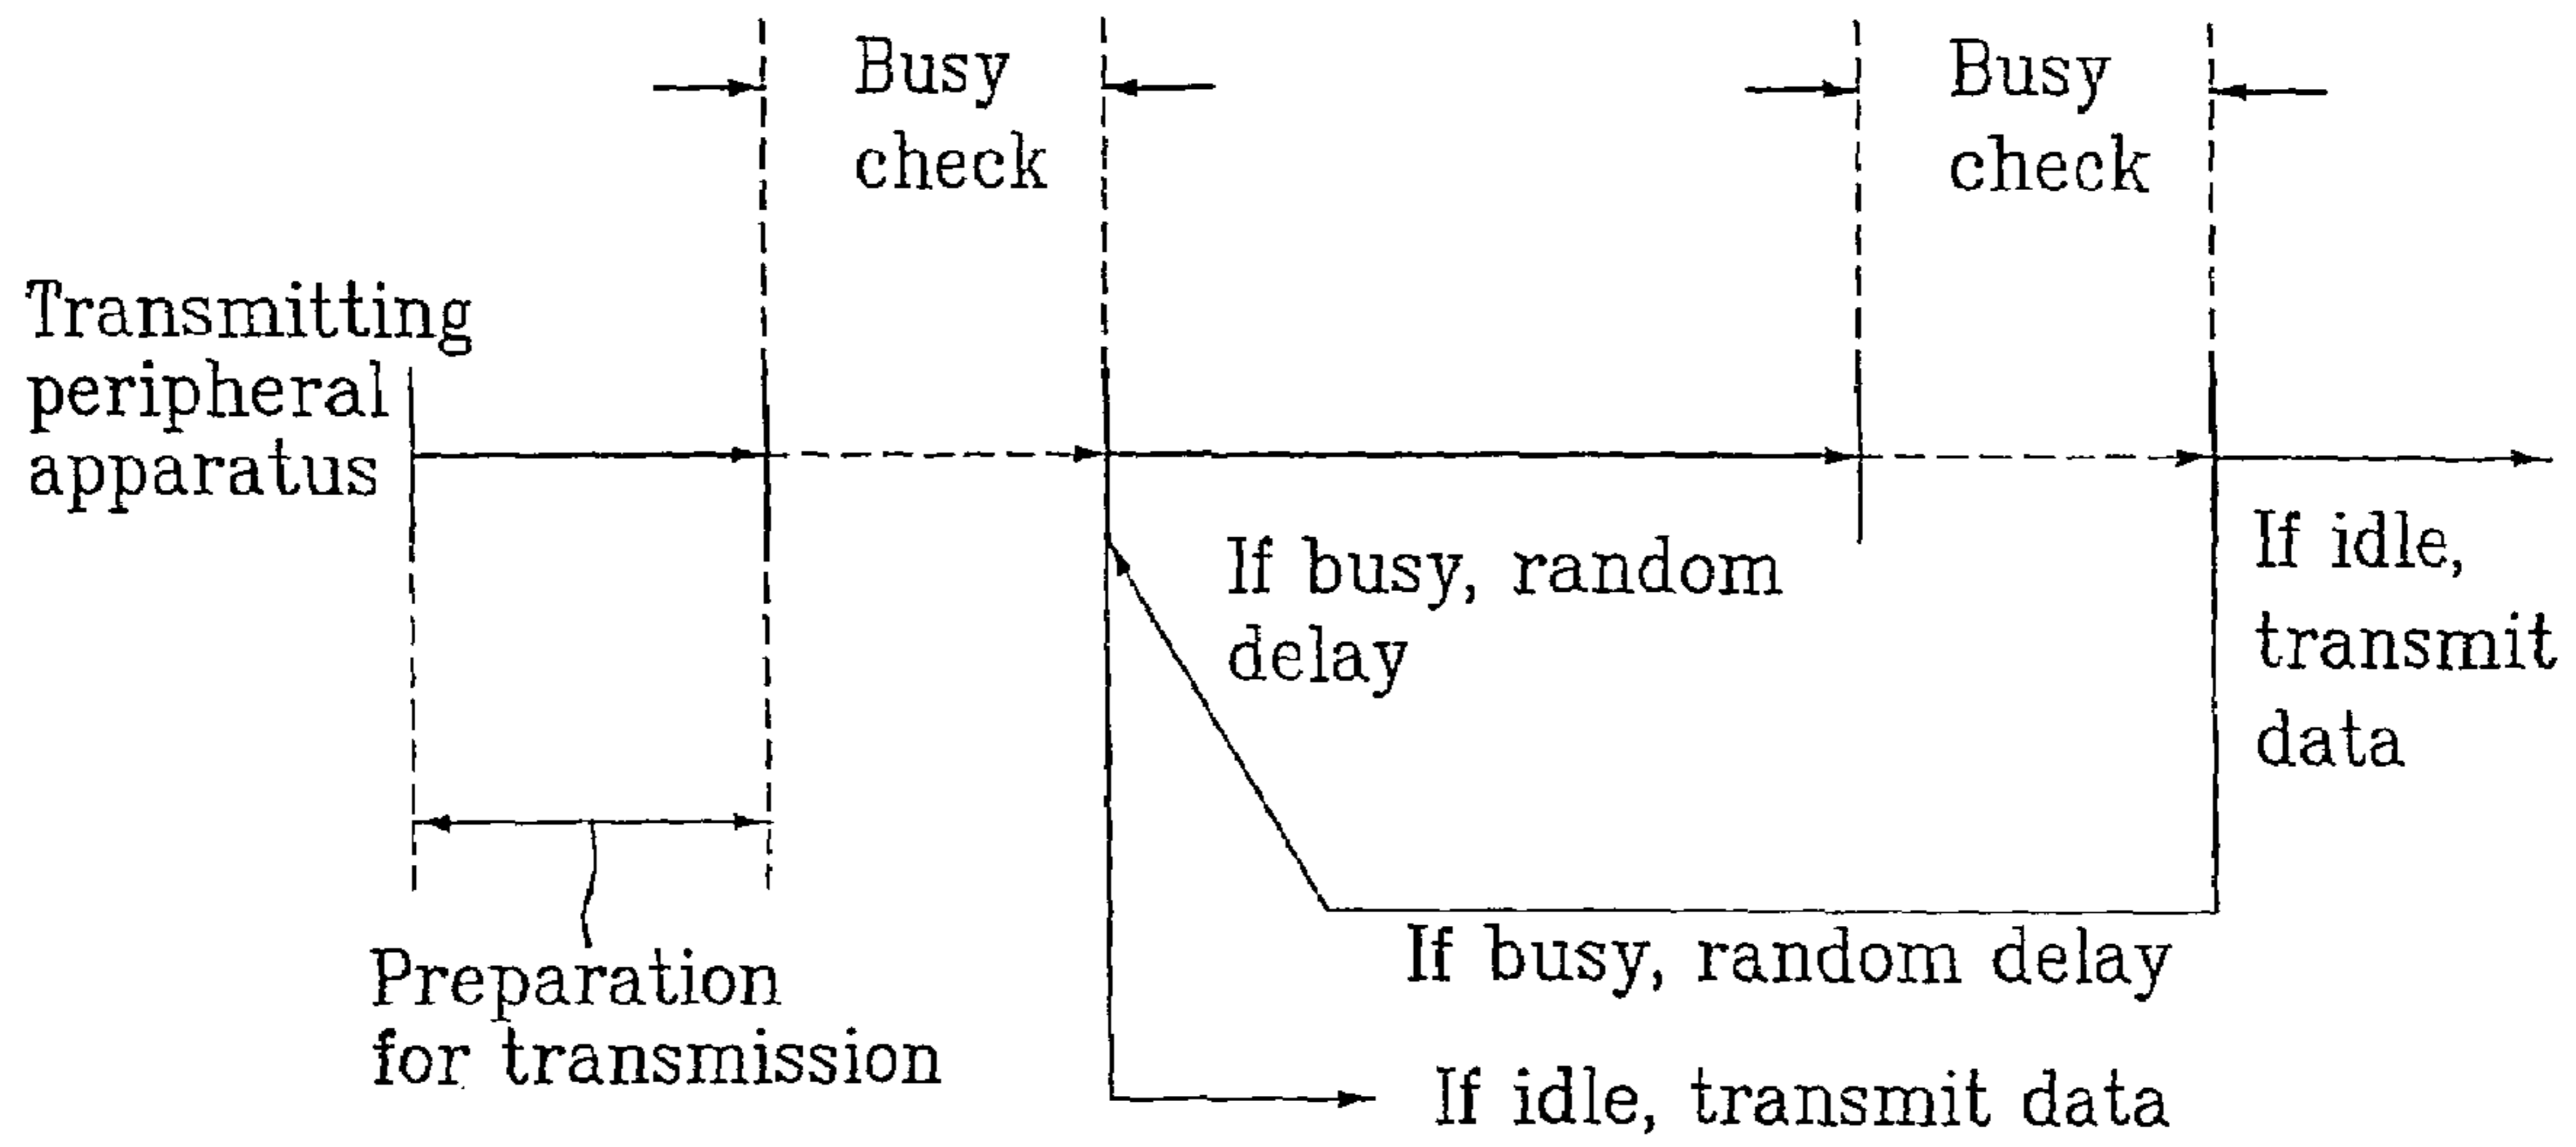 Busy
check
Busy
check
Transmitting
peripheral
apparatus
If busy, random
delay
If idle,
transmit
data
If busy, random delay
Preparation
for transmission
If idle, transmit data